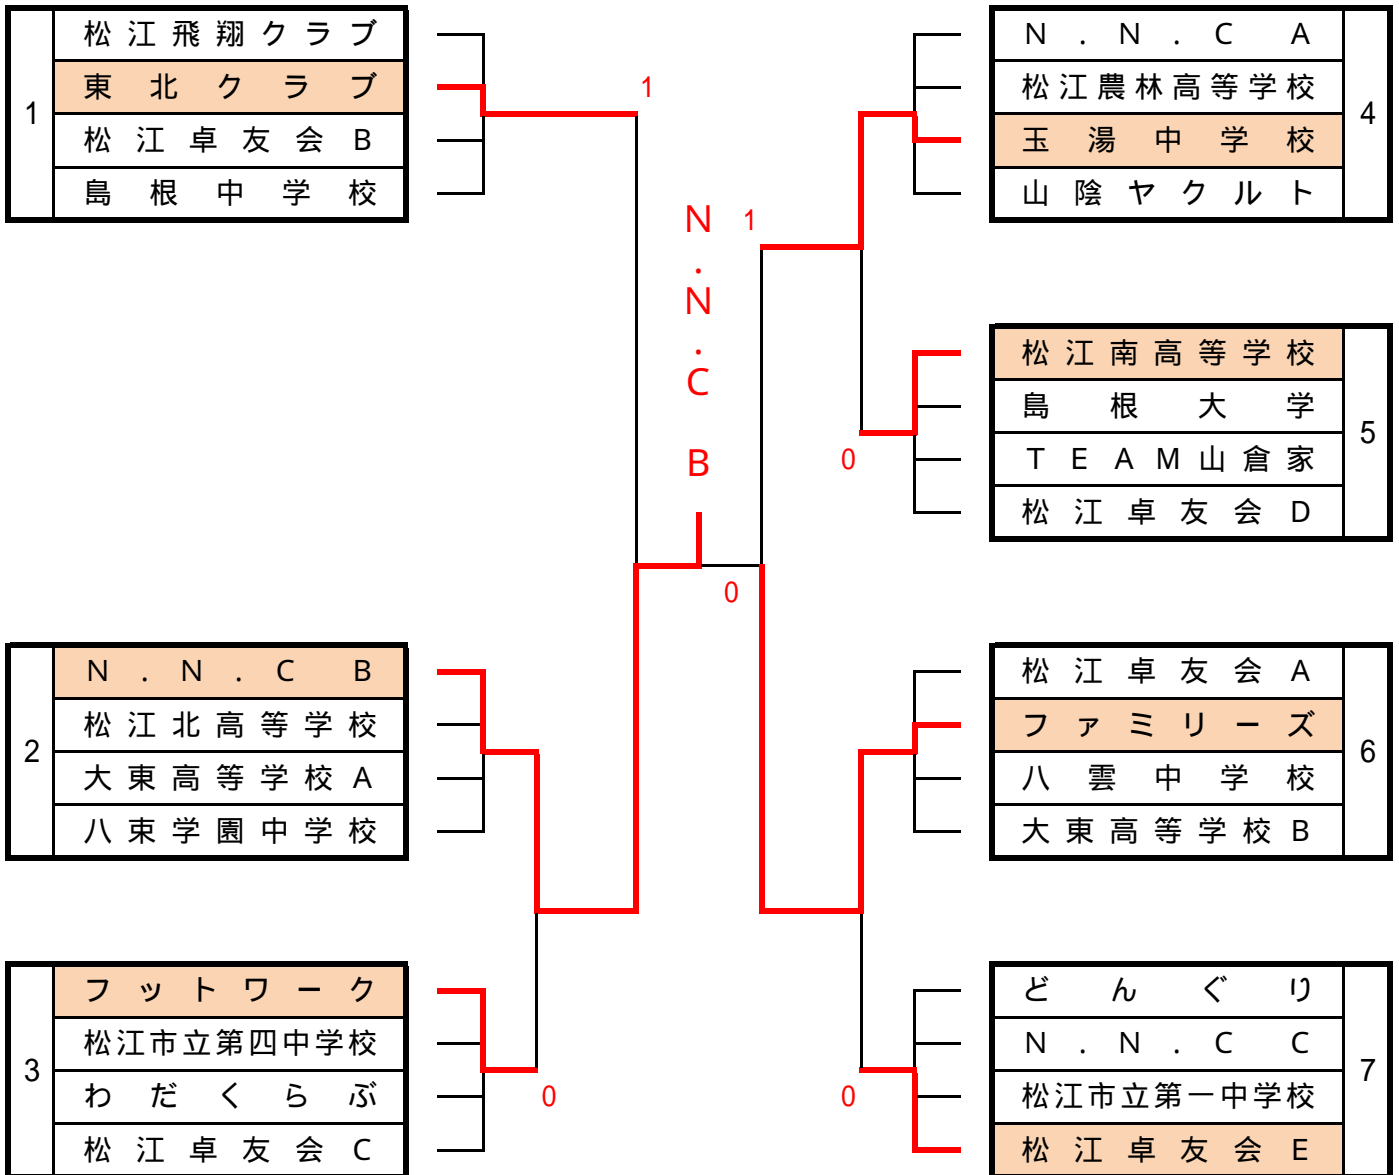 1
松江飛翔クラブ
東北クラブ
松江卓友会B
島根中学校
2
N.N.C B
松江北高等学校
大東高等学校A
八束学園中学校
3
フットワーク
松江市立第四中学校
わだくらぶ
松江卓友会C
1
0
N.N.C B
0
1
0
0
4
N.N.C A
松江農林高等学校
玉湯中学校
山陰ヤクルト
5
松江南高等学校
島根大学
TEAM山倉家
松江卓友会D
6
松江卓友会A
ファミリーズ
八雲中学校
大東高等学校B
7
どんぐり
N.N.C C
松江市立第一中学校
松江卓友会E